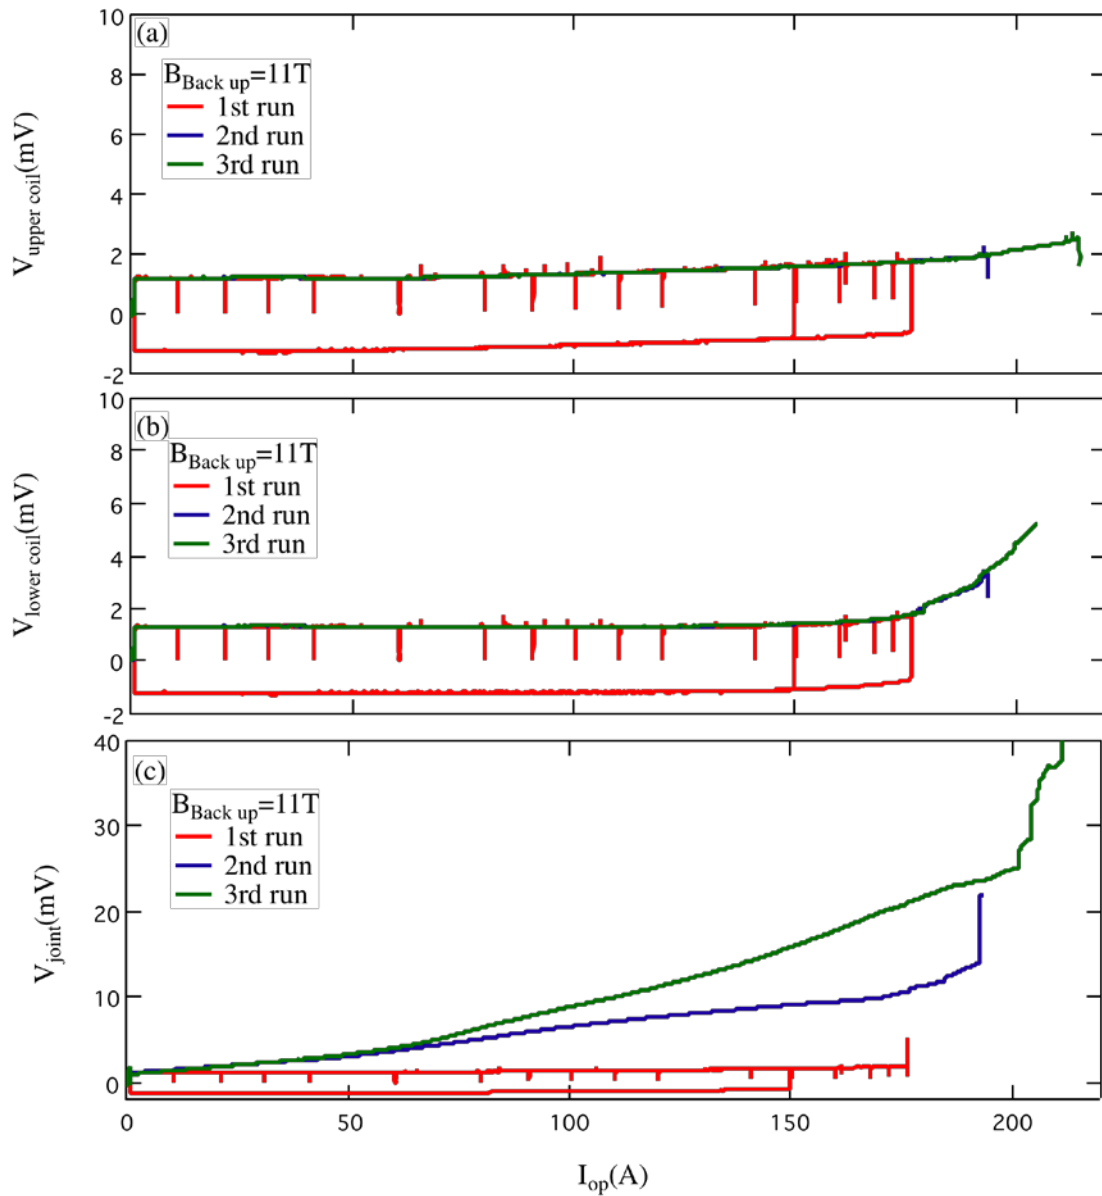 (a)
B_Back up=11T
1st run
2nd run
3rd run
V_upper coil(mV)
10
8
6
4
2
0
-2
(b)
B_Back up=11T
1st run
2nd run
3rd run
V_lower coil(mV)
10
8
6
4
2
0
-2
(c)
B_Back up=11T
1st run
2nd run
3rd run
V_joint(mV)
40
30
20
10
0
0 50 100 150 200
I_op(A)